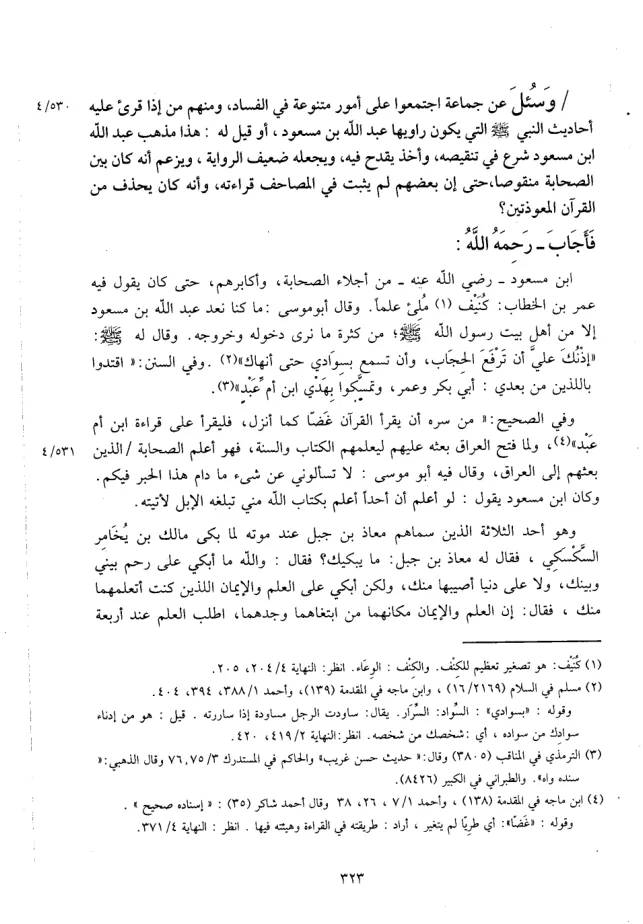 ٤/٥٣٠
/ وَسُئلَ عن جماعة اجتمعوا على أمور متنوعة في الفساد، ومنهم من إذا قرئ عليه
أحاديث النبي ﷺ التي يكون راويها عبد الله بن مسعود ، أو قيل له : هذا مذهب عبد الله
ابن مسعود شرع في تنقيصه، وأخذ يقدح فيه، ويجعله ضعيف الرواية ، ويزعم أنه كان بين
الصحابة منقوصا،حتى إن بعضهم لم يثبت في المصاحف قراءته، وأنه كان يحذف من
القرآن المعوذتين؟
فَأَجَابَ ـ رَحِمَهُ اللَّهُ :
ابن مسعود ـ رضي الله عنه ـ من أجلاء الصحابة، وأكابرهم، حتى كان يقول فيه
عمر بن الخطاب: كُنَيْف (١) مُلِئ علماً. وقال أبوموسى :ما كنا نعد عبد الله بن مسعود
إلا من أهل بيت رسول الله ﷺ؛ من كثرة ما نرى دخوله وخروجه. وقال له ﷺ:
«إذْنُكَ عليَّ أن تَرْفَعَ الحِجَاب، وأن تسمع بسوادي حتى أنهاك»(٢) .وفي السنن:« اقتدوا
باللذين من بعدي : أبي بكر وعمر، وتمسَّكوا بِهَدْي ابن أم عَبْد»(٣).
وفي الصحيح:« من سره أن يقرأ القرآن غَضّا كما أنزل، فليقرأ على قراءة ابن أم
عَبْد»(٤)، ولما فتح العراق بعثه عليهم ليعلمهم الكتاب والسنة، فهو أعلم الصحابة / الذين
٤/٥٣١
بعثهم إلى العراق، وقال فيه أبو موسى : لا تسألوني عن شيء ما دام هذا الحبر فيكم.
وكان ابن مسعود يقول : لو أعلم أن أحداً أعلم بكتاب الله مني تبلغه الإبل لأتيته.
وهو أحد الثلاثة الذين سماهم معاذ بن جبل عند موته لما بكى مالك بن يُخَامِر
السَّكْسَكِي ، فقال له معاذ بن جبل: ما يبكيك؟ فقال : والله ما أبكي على رحم بيني
وبينك، ولا على دنيا أصيبها منك، ولكن أبكي على العلم والإيمان اللذين كنت أتعلمهما
منك ، فقال: إن العلم والإيمان مكانهما من ابتغاهما وجدهما، اطلب العلم عند أربعة
(١) كُنَيْف: هو تصغير تعظيم للكِنْف. والكِنْف : الوِعَاء. انظر: النهاية ٤/ ٢٠٤، ٢٠٥ .
(٢) مسلم في السلام (١٦/٢١٦٩) ، وابن ماجه في المقدمة (١٣٩)، وأحمد ١/ ٣٨٨، ٣٩٤، ٤٠٤ .
وقوله : «بسوادي» : السِّواد: السِّرَار. يقال: ساودت الرجل مساودة إذا ساررته . قيل : هو من إدناء
سوادِك من سواده ، أي :شخصك من شخصه. انظر:النهاية ٢/ ٤١٩، ٤٢٠.
(٣) الترمذي في المناقب (٣٨٠٥) وقال:« حديث حسن غريب» والحاكم في المستدرك ٣/ ٧٥,٧٦ وقال الذهبي:«
سنده واه». والطبراني في الكبير (٨٤٢٦).
(٤) ابن ماجه في المقدمة (١٣٨) ، وأحمد ١/ ٧ ، ٢٦، ٣٨ وقال أحمد شاكر (٣٥) : « إسناده صحيح » .
وقوله : «غَضّا»: أي طريّا لم يتغير ، أراد : طريقته في القراءة وهيئته فيها . انظر : النهاية ٤/ ٣٧١.
٣٢٣